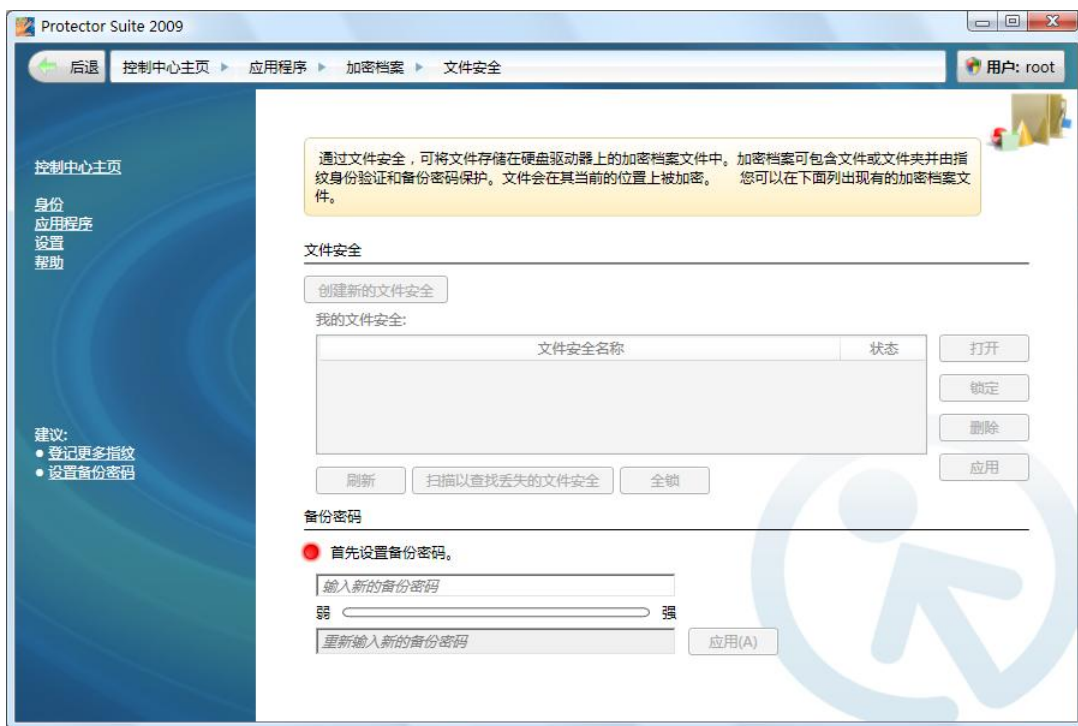 Protector Suite 2009
后退 控制中心主页 应用程序 加密档案 文件安全 用户: root
控制中心主页
身份
应用程序
设置
帮助
建议:
• 登记更多指纹
• 设置备份密码
通过文件安全，可将文件存储在硬盘驱动器上的加密档案文件中。加密档案可包含文件或文件夹并由指
纹身份验证和备份密码保护。文件会在其当前的位置上被加密。 您可以在下面列出现有的加密档案文
件。
文件安全
创建新的文件安全
我的文件安全:
文件安全名称 状态
打开
锁定
删除
应用
刷新 扫描以查找丢失的文件安全 全锁
备份密码
首先设置备份密码。
输入新的备份密码
弱 强
重新输入新的备份密码 应用(A)